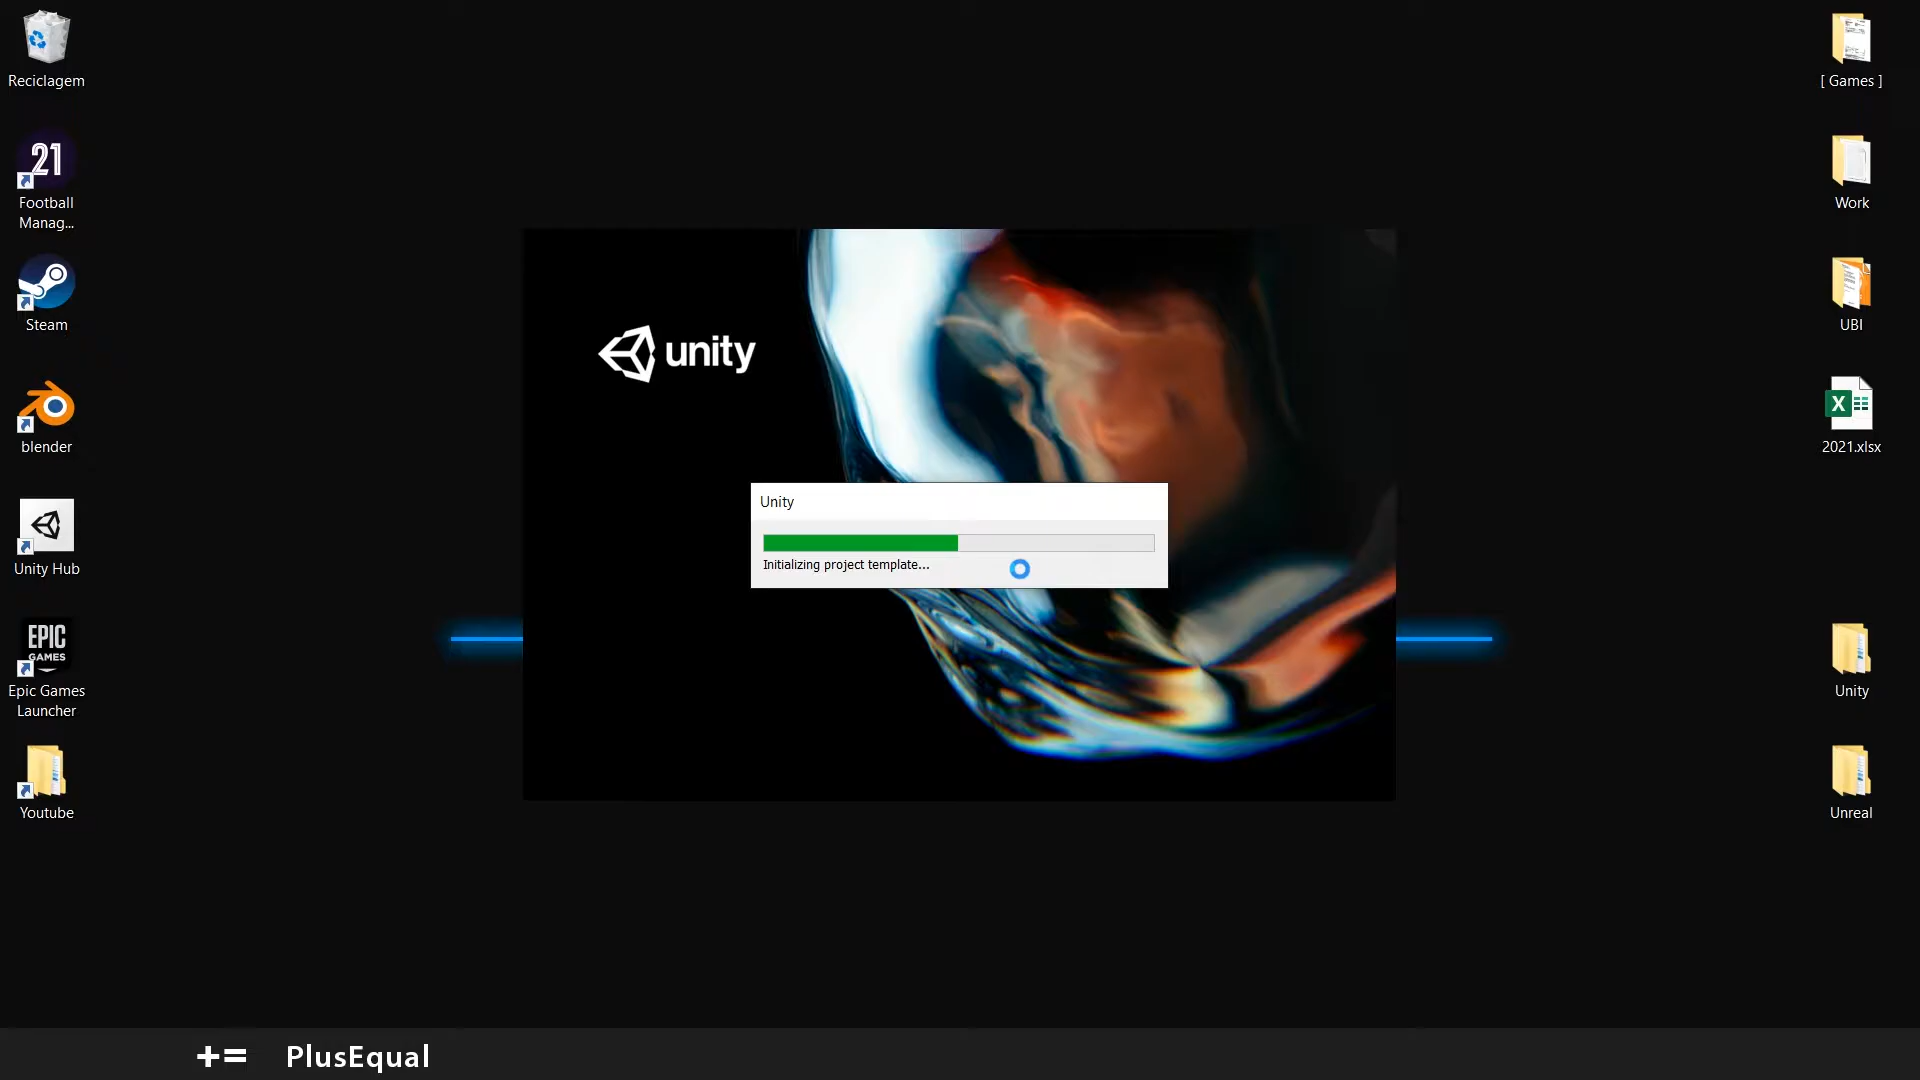 Reciclagem
21
Football
Manag...
Steam
blender
Unity Hub
EPIC
GAMES
Epic Games
Launcher
Youtube
unity
Unity
Initializing project template...
[ Games ]
Work
UBI
X
2021.xlsx
Unity
Unreal
+= PlusEqual